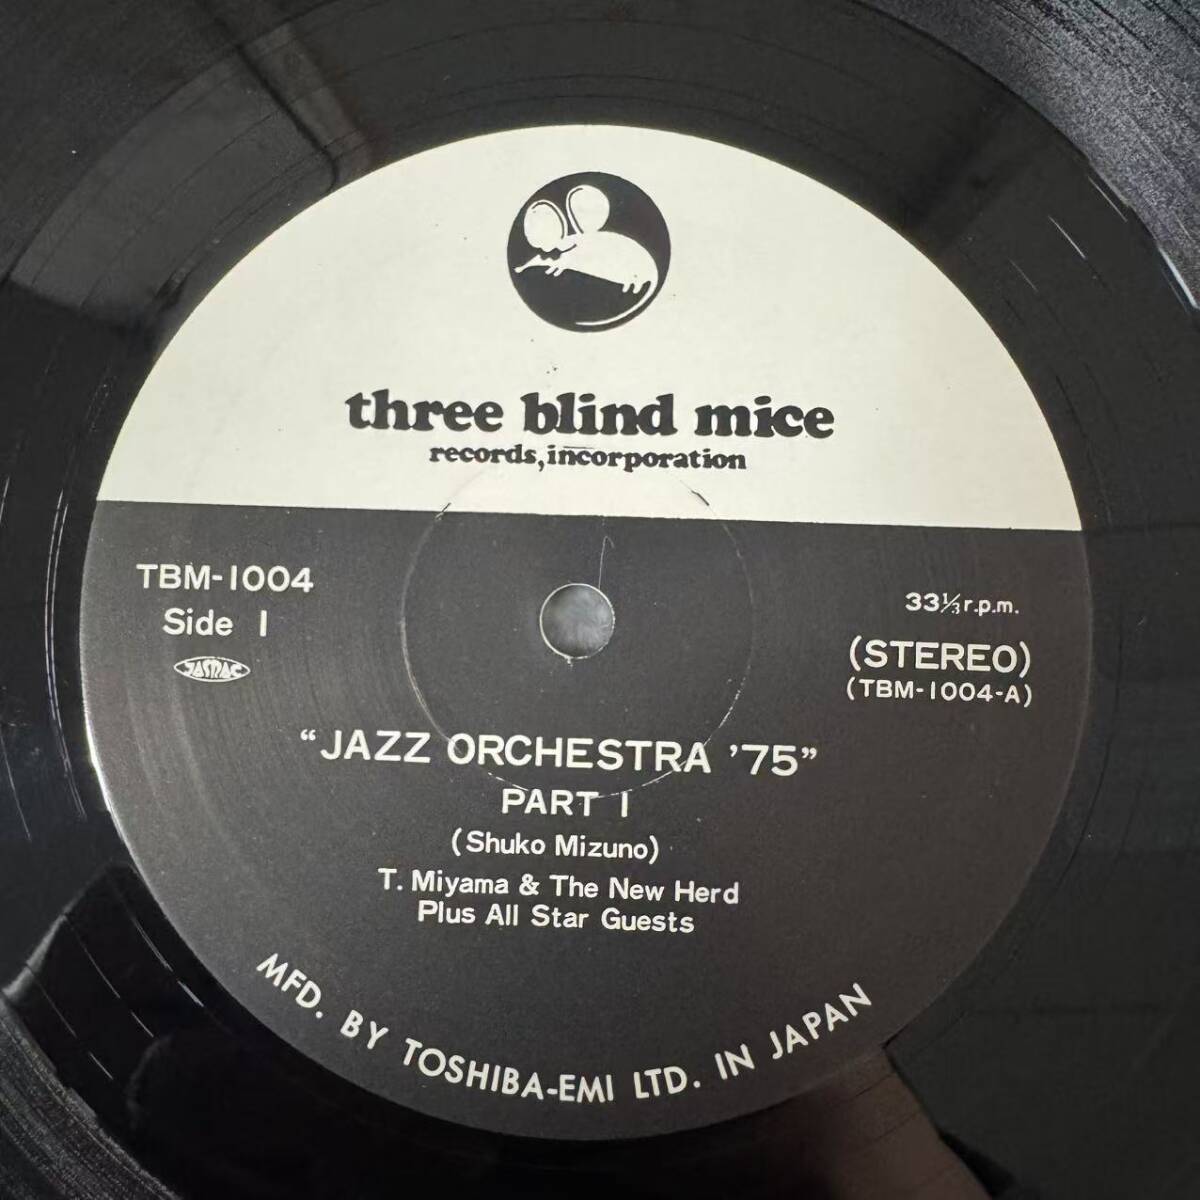 three blind mice
records, incorporation
TBM-1004
Side 1
JASRAC
33⅓ r.p.m.
(STEREO)
(TBM-1004-A)
“JAZZ ORCHESTRA ’75”
PART 1
(Shuko Mizuno)
T. Miyama & The New Herd
Plus All Star Guests
MFD. BY TOSHIBA-EMI LTD. IN JAPAN